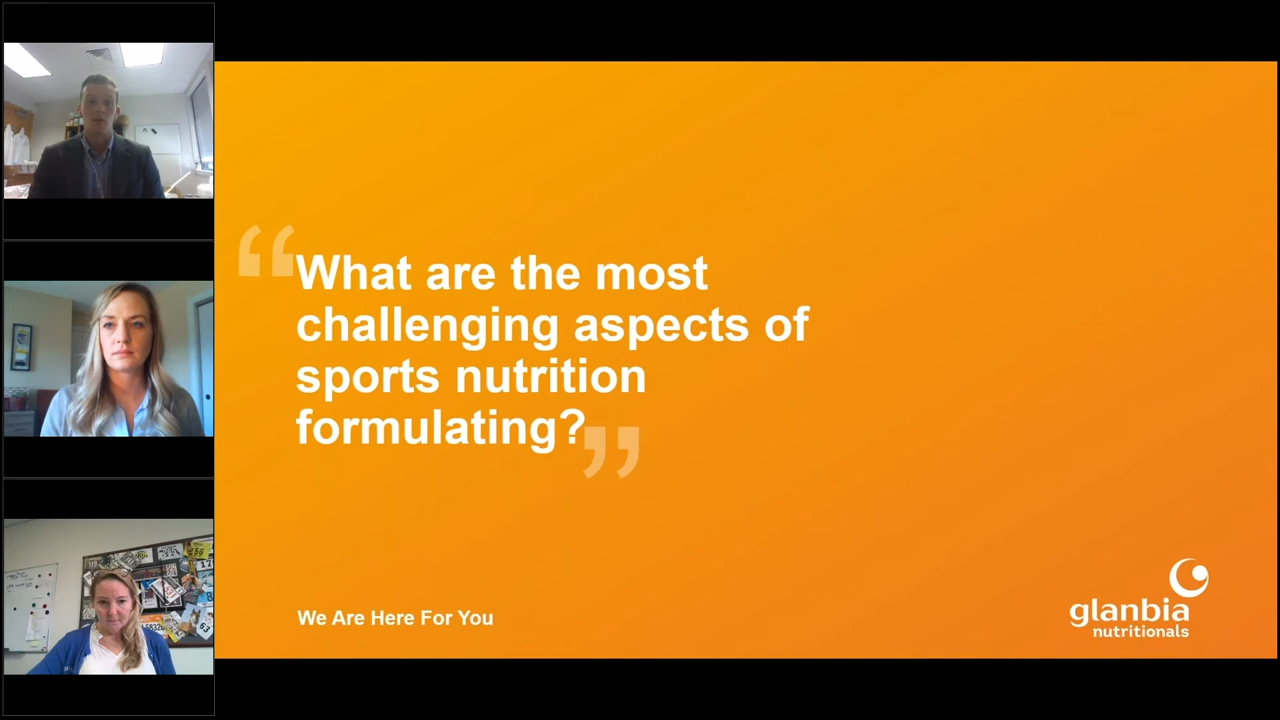 “What are the most
challenging aspects of
sports nutrition
formulating?”
We Are Here For You
glanbia
nutritionals